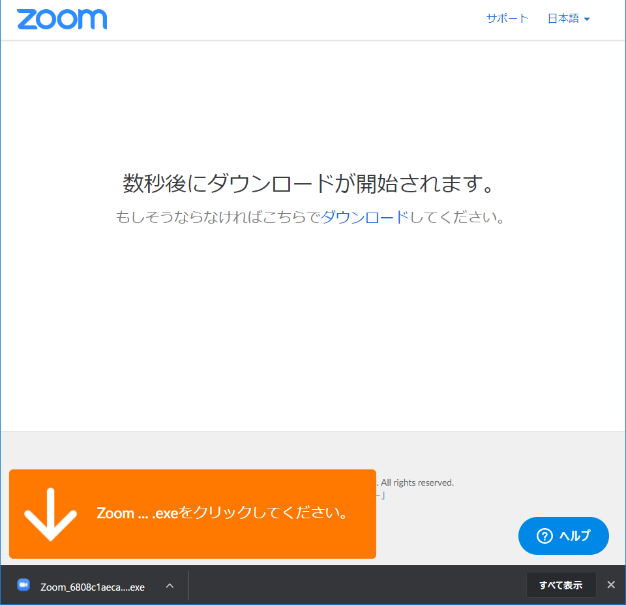 zoom
サポート 日本語
数秒後にダウンロードが開始されます。
もしそうならなければこちらでダウンロードしてください。
. All rights reserved.
Zoom ... .exeをクリックしてください。
ヘルプ
Zoom_6808c1aeca....exe
すべて表示